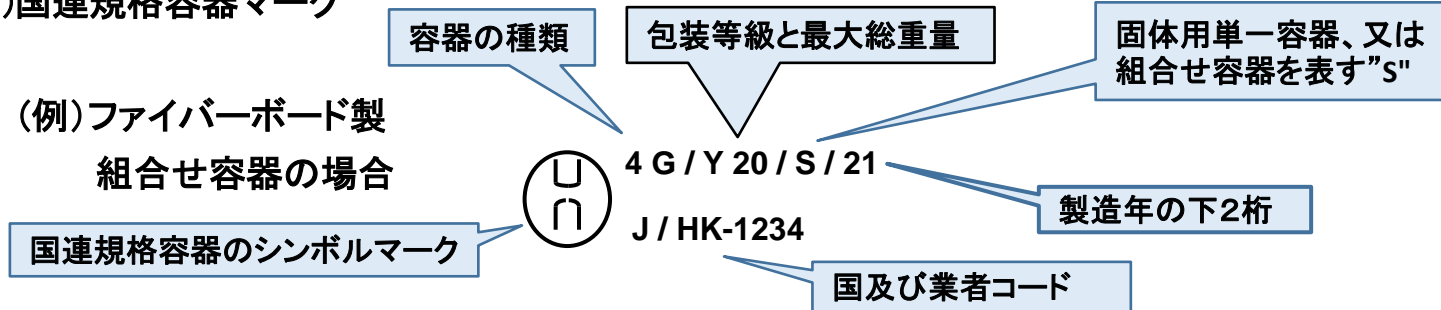 )国連規格容器マーク
容器の種類
包装等級と最大総重量
固体用単一容器、又は
組合せ容器を表す”S"
(例)ファイバーボード製
組合せ容器の場合
4 G / Y 20 / S / 21
J / HK-1234
製造年の下2桁
国連規格容器のシンボルマーク
国及び業者コード